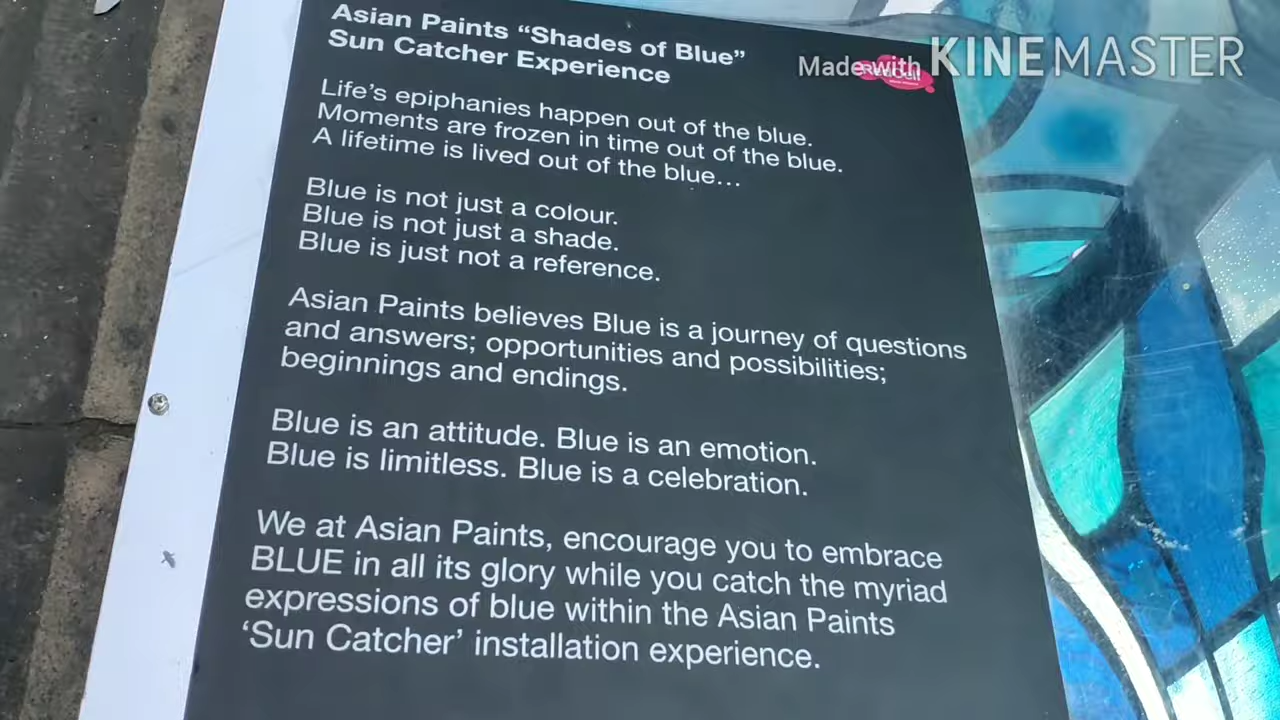 Asian Paints “Shades of Blue”
Sun Catcher Experience
Made with KINEMASTER
Life’s epiphanies happen out of the blue.
Moments are frozen in time out of the blue.
A lifetime is lived out of the blue...
Blue is not just a colour.
Blue is not just a shade.
Blue is just not a reference.
Asian Paints believes Blue is a journey of questions
and answers; opportunities and possibilities;
beginnings and endings.
Blue is an attitude. Blue is an emotion.
Blue is limitless. Blue is a celebration.
We at Asian Paints, encourage you to embrace
BLUE in all its glory while you catch the myriad
expressions of blue within the Asian Paints
‘Sun Catcher’ installation experience.